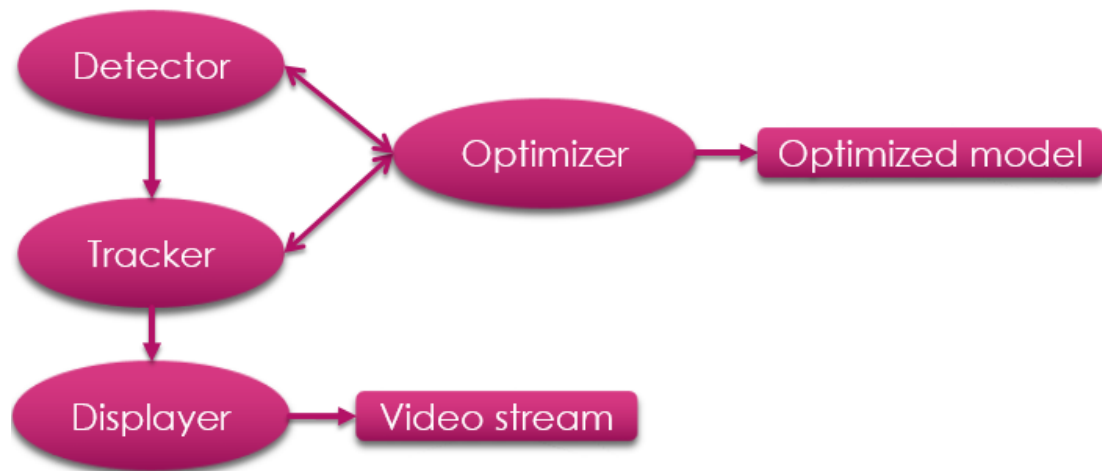 Detector
Optimizer
Optimized model
Tracker
Displayer
Video stream